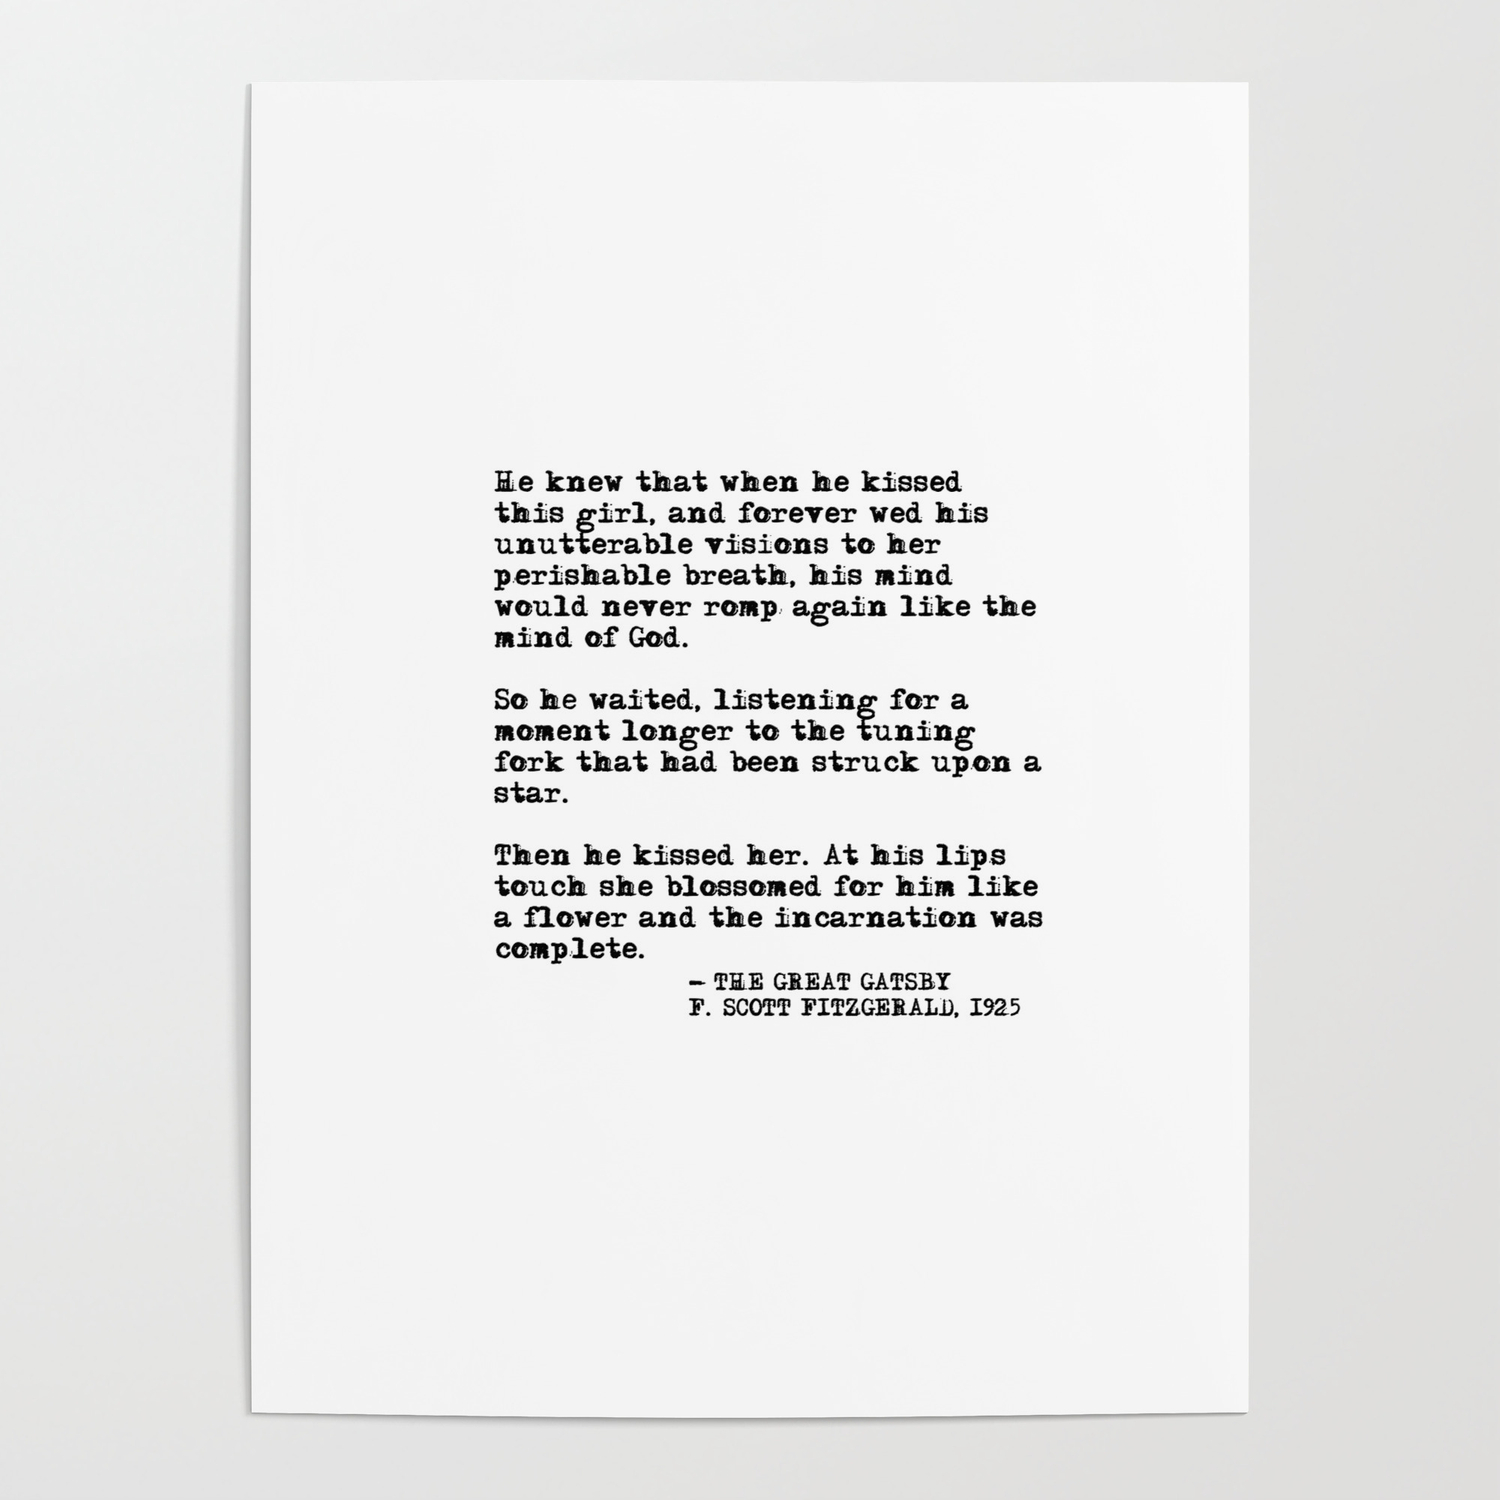 He knew that when he kissed
this girl, and forever wed his
unutterable visions to her
perishable breath, his mind
would never romp again like the
mind of God.
So he waited, listening for a
moment longer to the tuning
fork that had been struck upon a
star.
Then he kissed her. At his lips
touch she blossomed for him like
a flower and the incarnation was
complete.
— THE GREAT GATSBY
F. SCOTT FITZGERALD, 1925